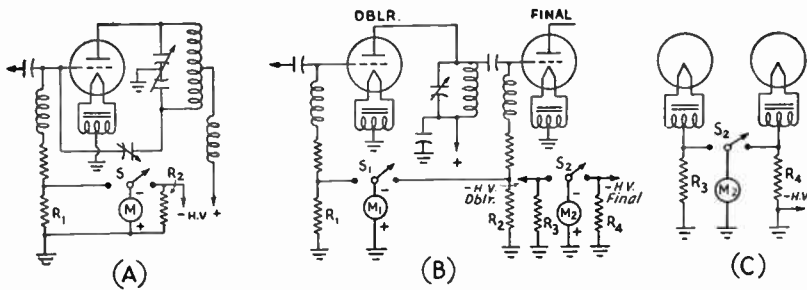 DBLR.
FINAL
S
R2
R1
-
M
+
-H.V.
+
(A)
+
S1
-
R1
M1
+
-H.V.
Dblr.
R2
S2
-
-H.V.
Final
R3
M2
+
R4
(B)
S2
R3
M2
R4
-H.V.
(C)